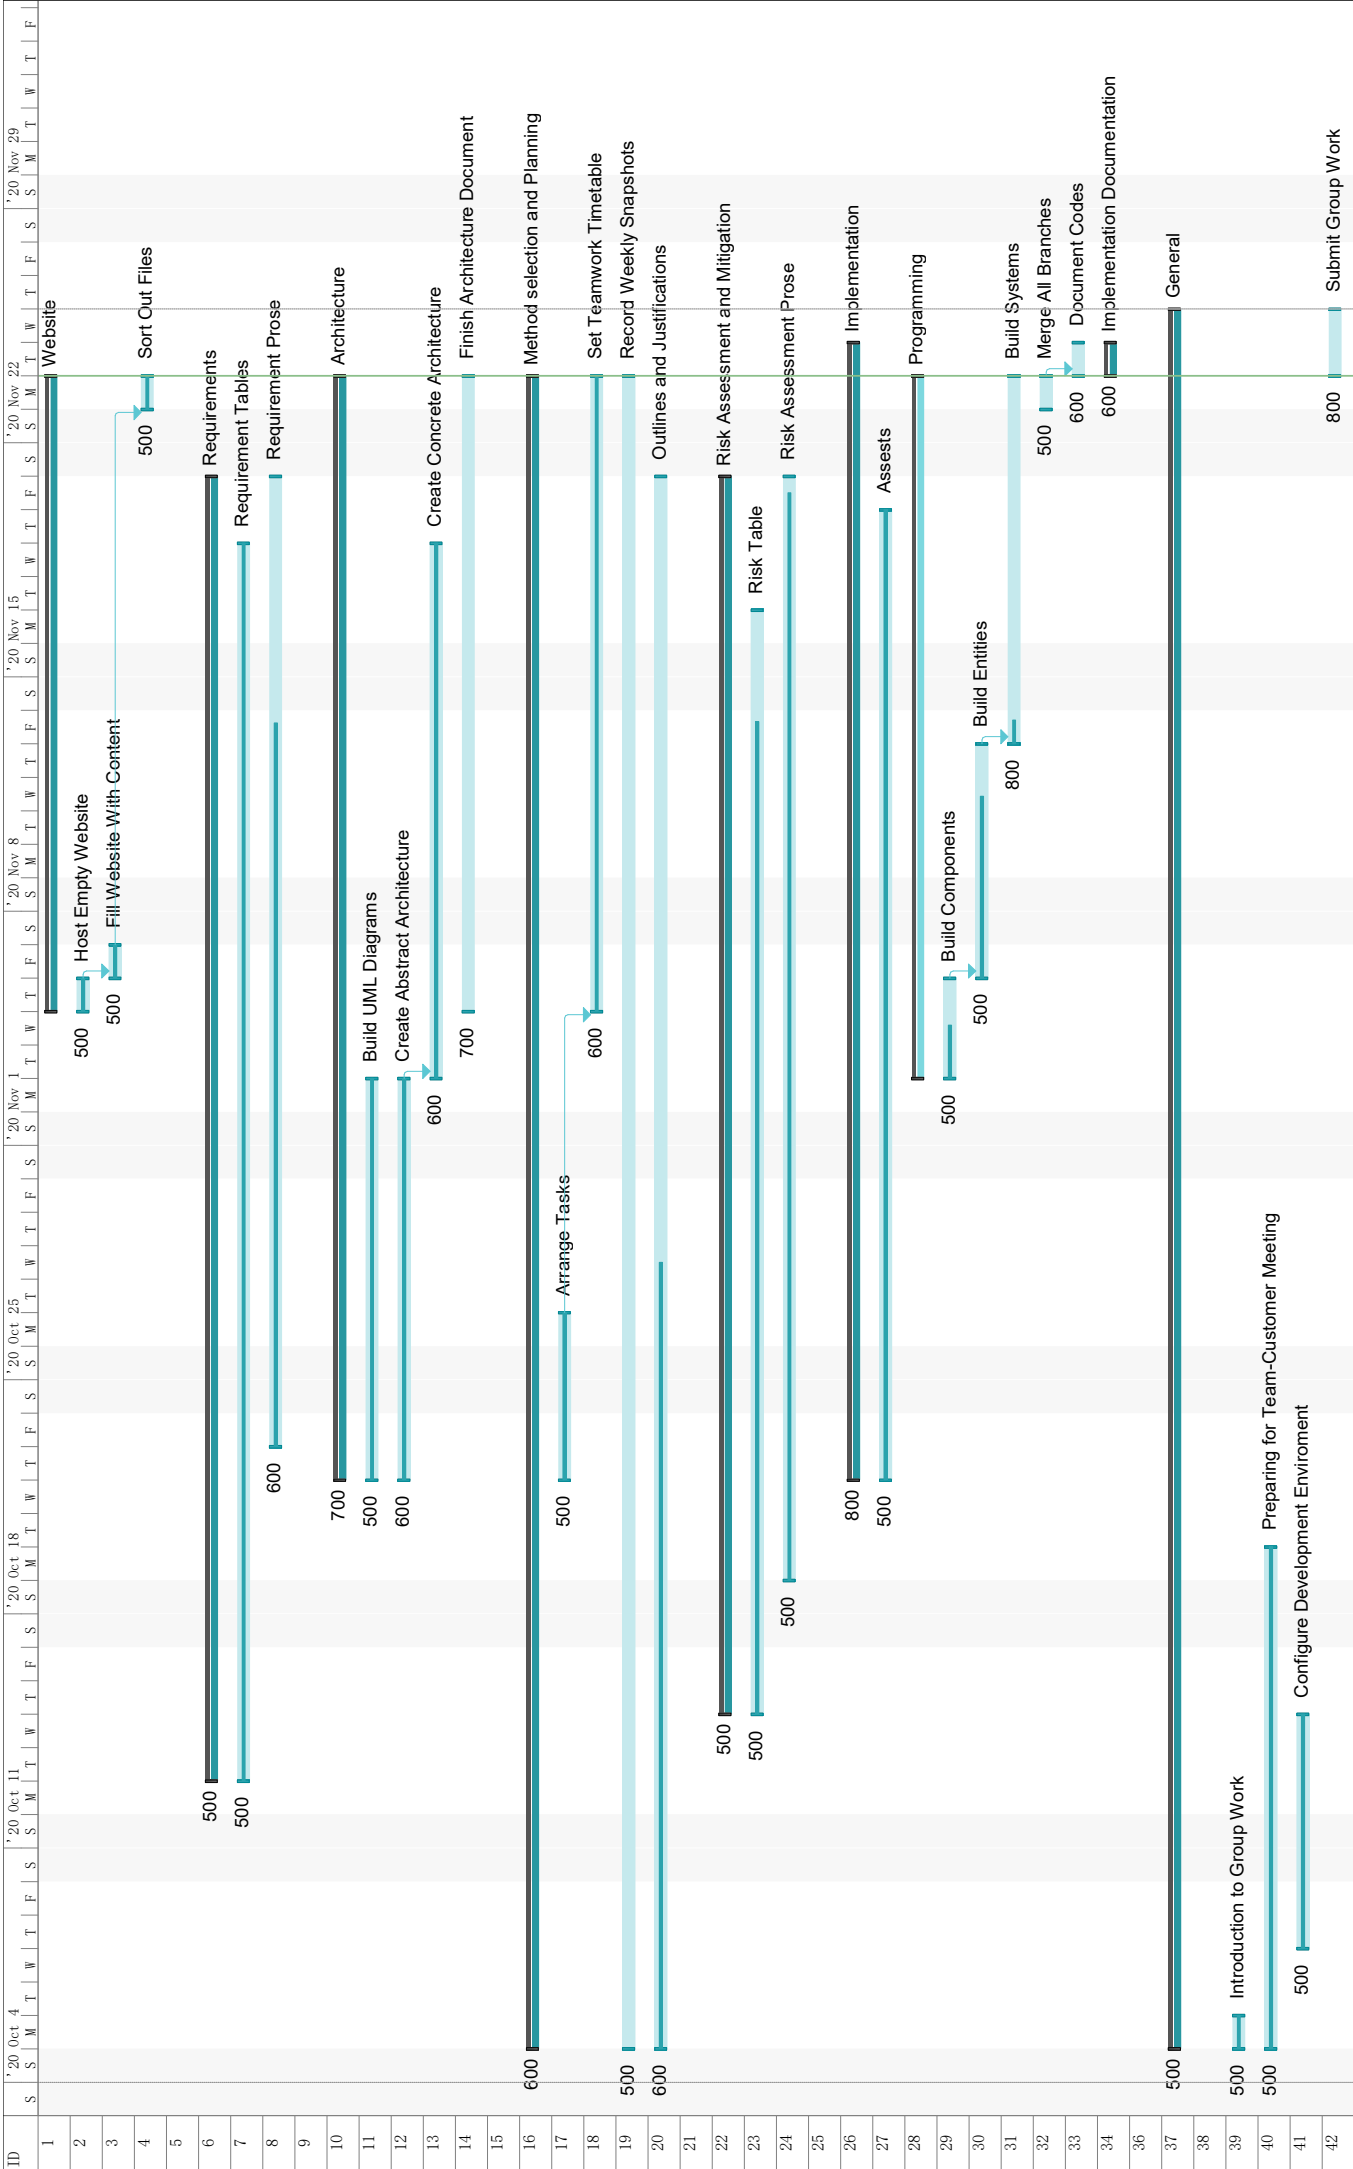 ID
'20 Oct 4
'20 Oct 11
'20 Oct 18
'20 Oct 25
'20 Nov 1
'20 Nov 8
'20 Nov 15
'20 Nov 22
'20 Nov 29
S S M T W T F S S M T W T F S S M T W T F S S M T W T F S S M T W T F S S M T W T F S S M T W T F S S M T W T F S S M T W T F
1 Website
2 500 Host Empty Website
3 500 Fill Website With Content
4 500 Sort Out Files
5
6 500 Requirements
7 500 Requirement Tables
8 600 Requirement Prose
9
10 700 Architecture
11 500 Build UML Diagrams
12 600 Create Abstract Architecture
13 600 Create Concrete Architecture
14 700 Finish Architecture Document
15
16 600 Method selection and Planning
17 500 Arrange Tasks
18 600 Set Teamwork Timetable
19 500 Record Weekly Snapshots
20 600 Outlines and Justifications
21
22 500 Risk Assessment and Mitigation
23 500 Risk Table
24 500 Risk Assessment Prose
25
26 800 Implementation
27 500 Assests
28 Programming
29 500 Build Components
30 500 Build Entities
31 800 Build Systems
32 500 Merge All Branches
33 600 Document Codes
34 600 Implementation Documentation
36
37 500 General
38
39 500 Introduction to Group Work
40 500 Preparing for Team-Customer Meeting
41 500 Configure Development Enviroment
42 800 Submit Group Work